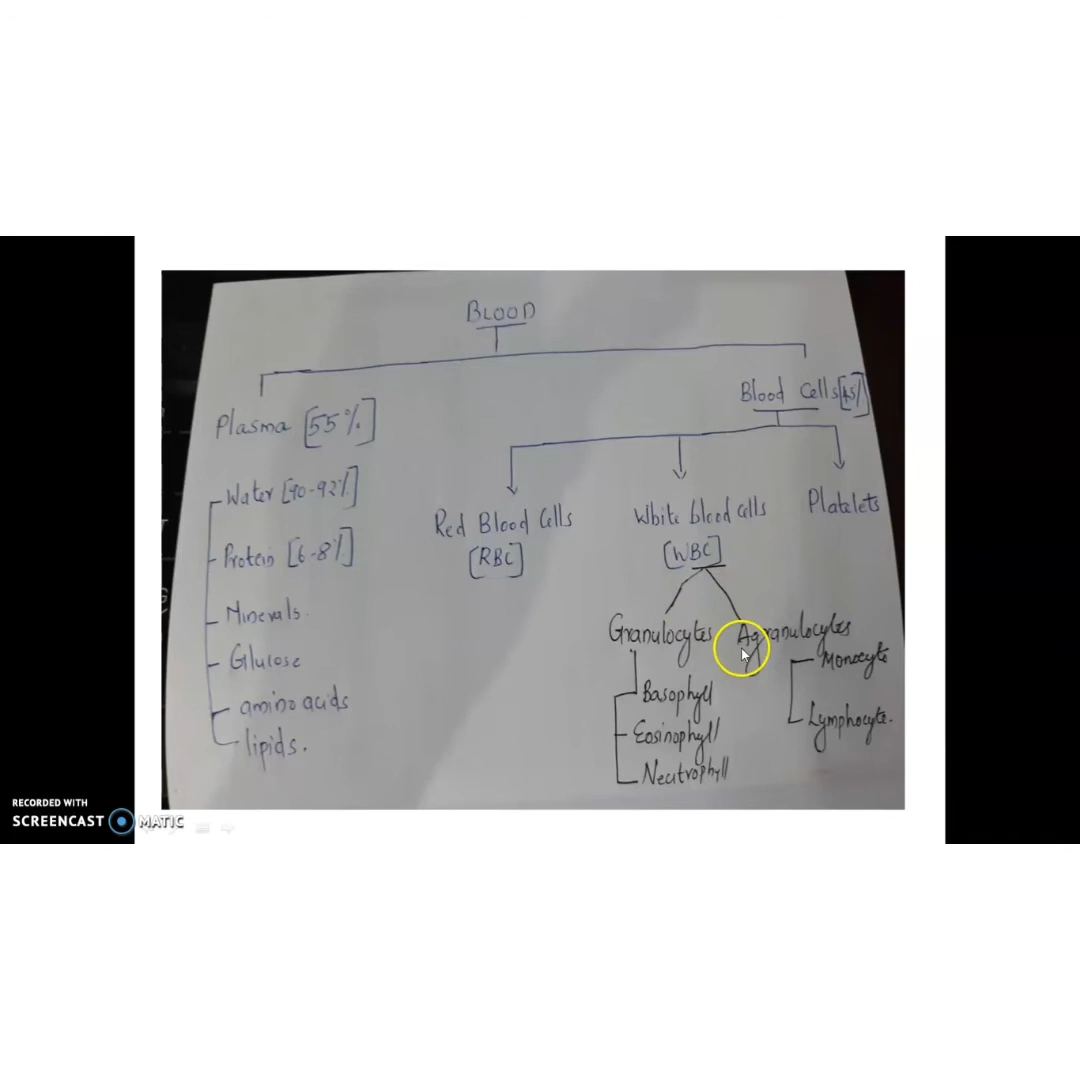 BLOOD
Plasma [55%]
Blood Cells [45%]
Water [90-92%]
Protein [6-8%]
Minerals.
Glucose
amino acids
lipids.
Red Blood Cells
[RBC]
White blood cells
[WBC]
Platelets
Granulocytes
Basophyll
Eosinophyll
Neutrophyll
Agranulocytes
Monocyte
Lymphocyte.
RECORDED WITH
SCREENCAST MATIC